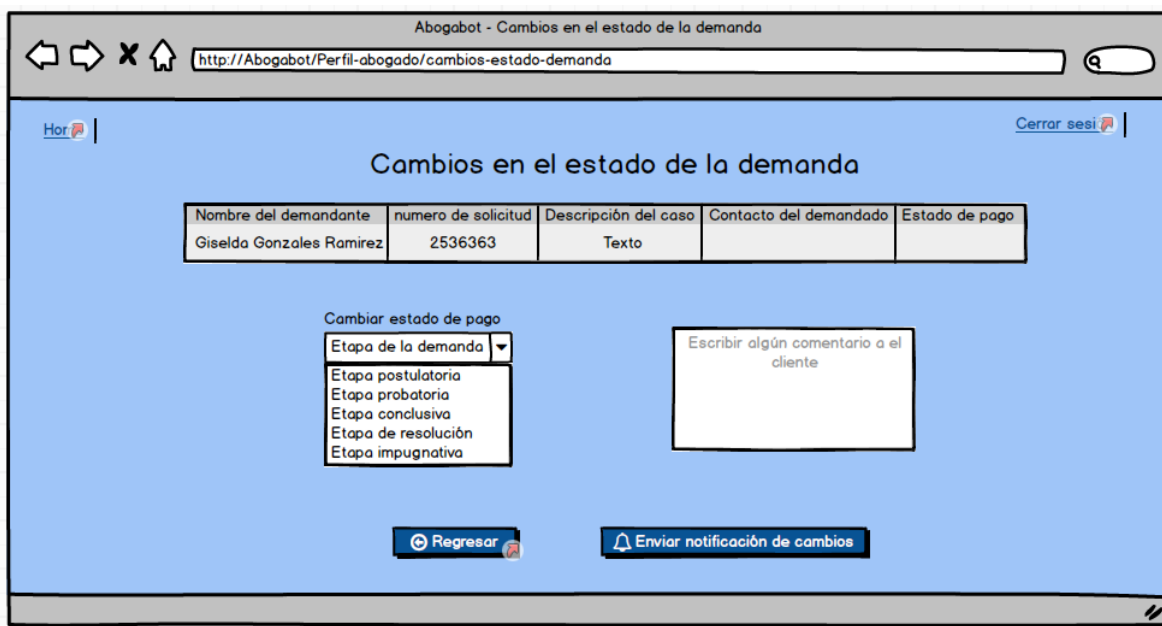 Abogabot - Cambios en el estado de la demanda
http://Abogabot/Perfil-abogado/cambios-estado-demanda
Hor
Cerrar sesi
Cambios en el estado de la demanda
Nombre del demandante numero de solicitud Descripción del caso Contacto del demandado Estado de pago
Giselda Gonzales Ramirez 2536363 Texto
Cambiar estado de pago
Etapa de la demanda
Etapa postulatoria
Etapa probatoria
Etapa conclusiva
Etapa de resolución
Etapa impugnativa
Escribir algún comentario a el
cliente
Regresar
Enviar notificación de cambios